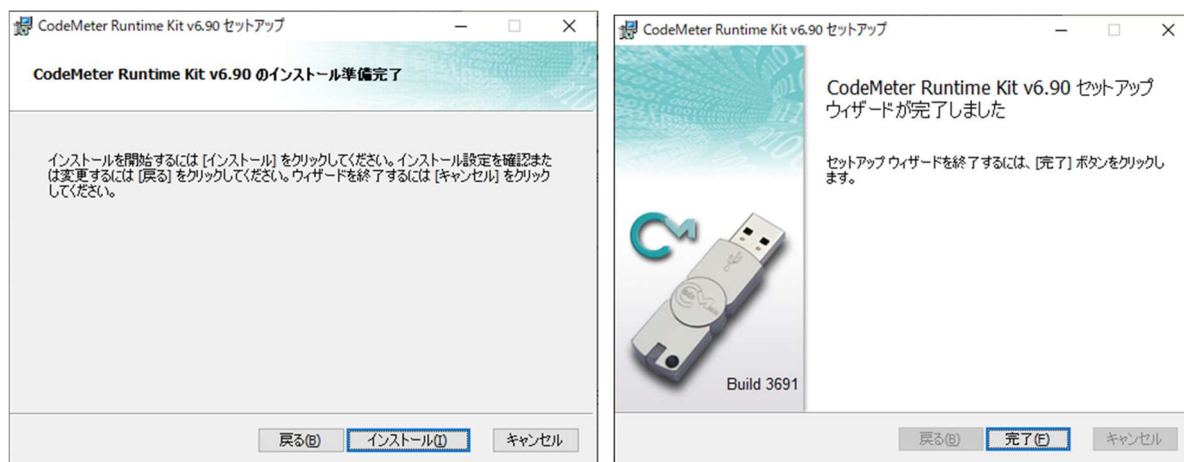 CodeMeter Runtime Kit v6.90 セットアップ
CodeMeter Runtime Kit v6.90 のインストール準備完了
インストールを開始するには [インストール] をクリックしてください。インストール設定を確認また
は変更するには [戻る] をクリックしてください。ウィザードを終了するには [キャンセル] をクリック
してください。
戻る(B)
インストール(I)
キャンセル
CodeMeter Runtime Kit v6.90 セットアップ
CodeMeter Runtime Kit v6.90 セットアップ
ウィザードが完了しました
セットアップ ウィザードを終了するには、[完了] ボタンをクリックし
ます。
Build 3691
戻る(B)
完了(F)
キャンセル